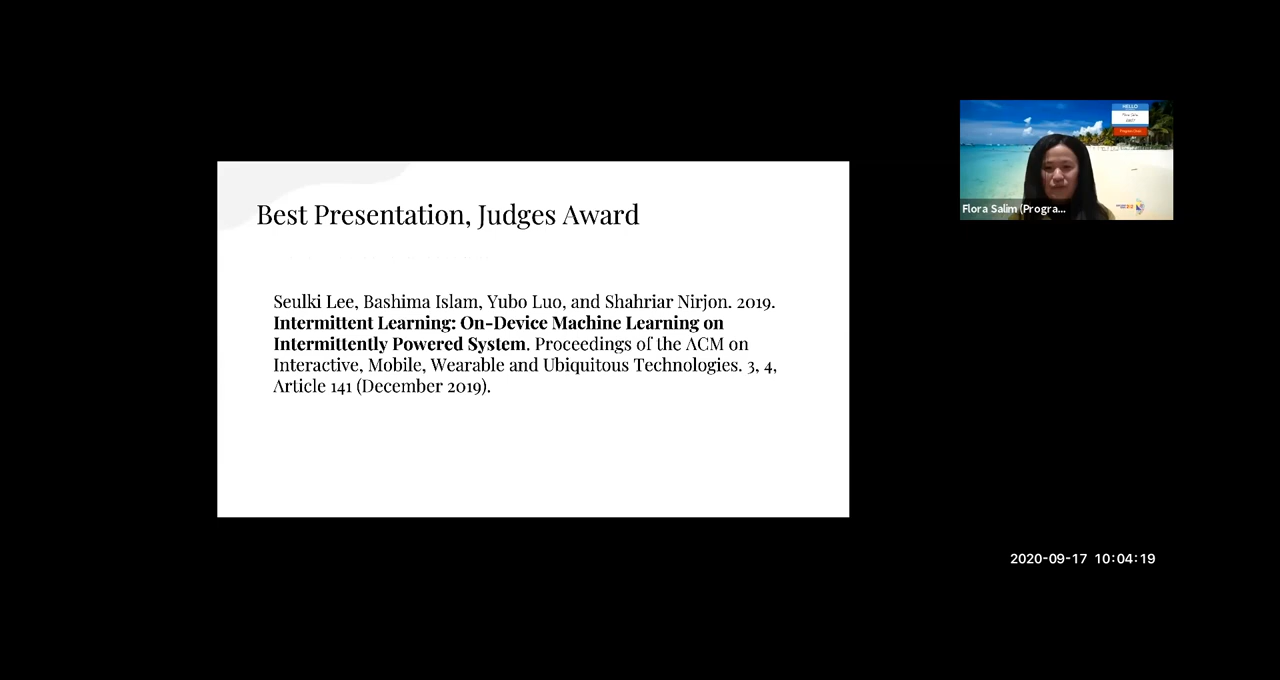 Best Presentation, Judges Award
Seulki Lee, Bashima Islam, Yubo Luo, and Shahriar Nirjon. 2019.
Intermittent Learning: On-Device Machine Learning on
Intermittently Powered System. Proceedings of the ACM on
Interactive, Mobile, Wearable and Ubiquitous Technologies. 3, 4,
Article 141 (December 2019).
HELLO
Flora Salim (Progra...
2020-09-17 10:04:19